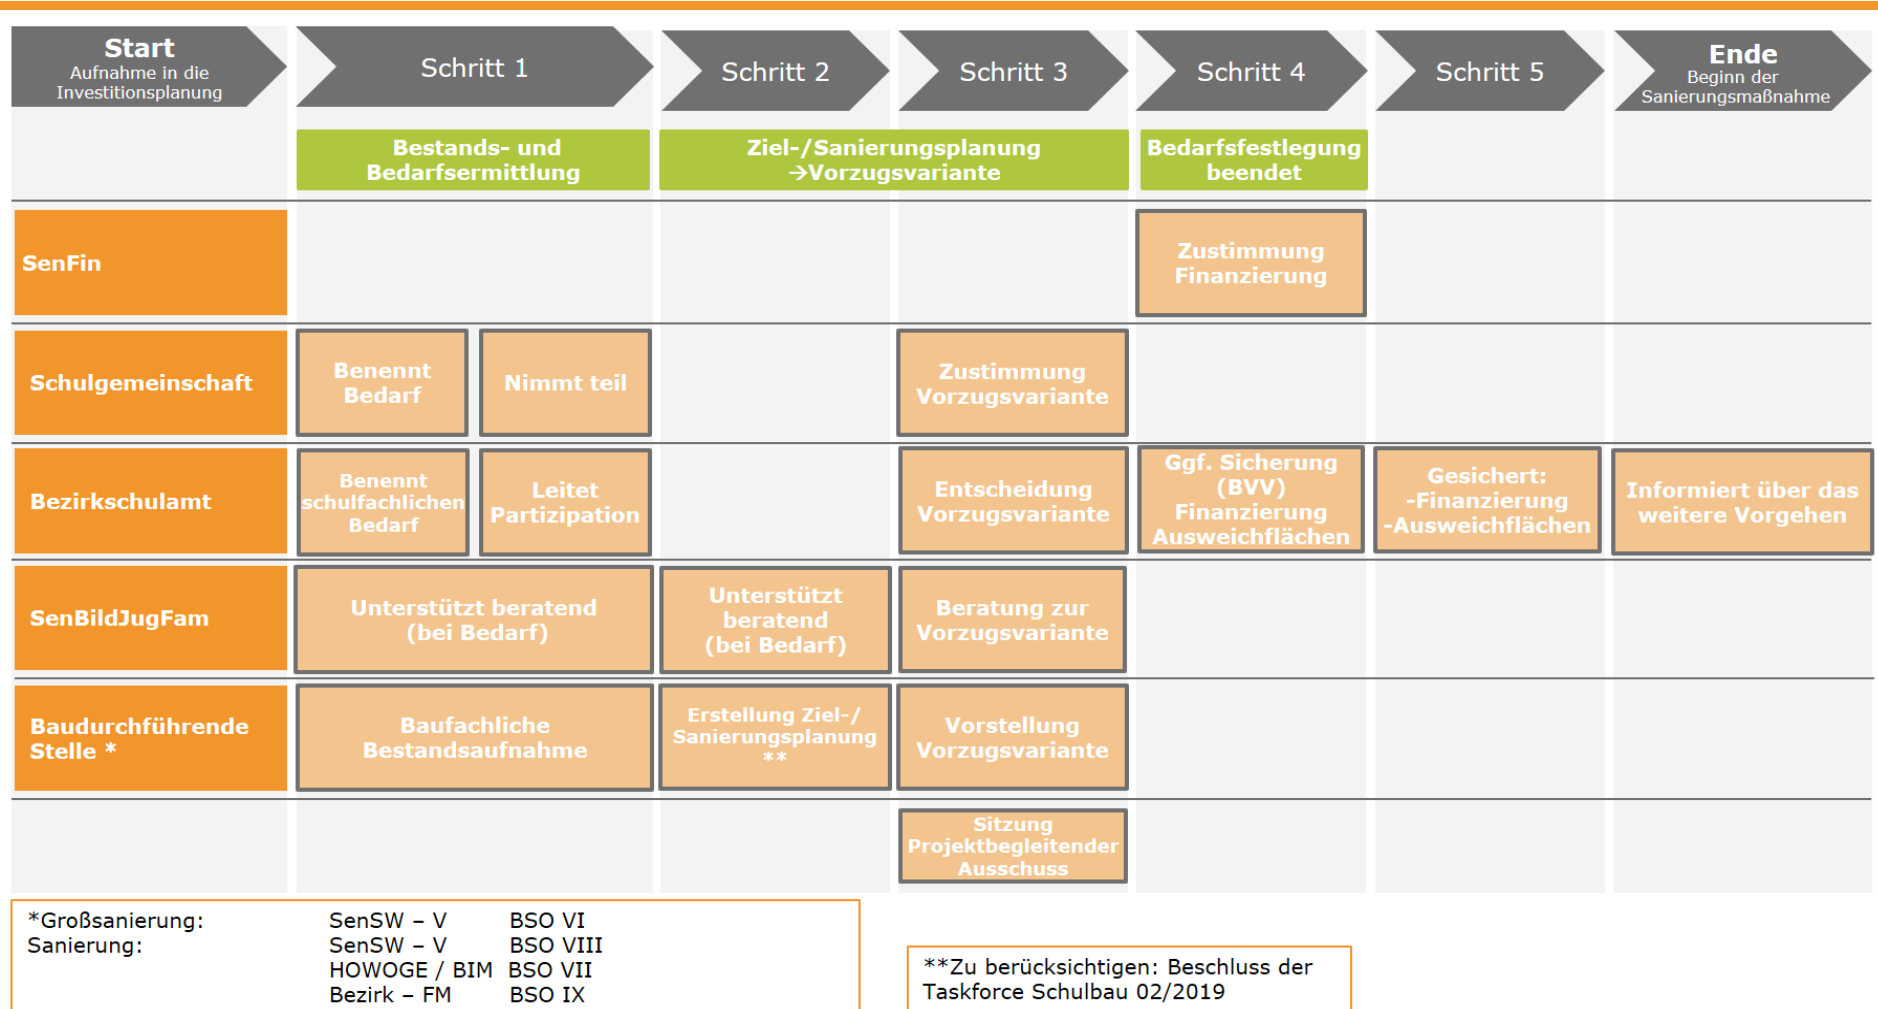 Start
Aufnahme in die
Investitionsplanung
Schritt 1
Schritt 2
Schritt 3
Schritt 4
Schritt 5
Ende
Beginn der
Sanierungsmaßnahme
Bestands- und
Bedarfsermittlung
Ziel-/Sanierungsplanung
→Vorzugsvariante
Bedarfsfestlegung
beendet
SenFin
Zustimmung
Finanzierung
Schulgemeinschaft
Benennt
Bedarf
Nimmt teil
Zustimmung
Vorzugsvariante
Bezirkschulamt
Benennt
schulfachlichen
Bedarf
Leitet
Partizipation
Entscheidung
Vorzugsvariante
Ggf. Sicherung
(BVV)
Finanzierung
Ausweichflächen
Gesichert:
-Finanzierung
-Ausweichflächen
Informiert über das
weitere Vorgehen
SenBildJugFam
Unterstützt beratend
(bei Bedarf)
Unterstützt
beratend
(bei Bedarf)
Beratung zur
Vorzugsvariante
Baudurchführende
Stelle *
Baufachliche
Bestandsaufnahme
Erstellung Ziel-/
Sanierungsplanung
**
Vorstellung
Vorzugsvariante
Sitzung
Projektbegleitender
Ausschuss
*Großsanierung: SenSW – V BSO VI
Sanierung: SenSW – V BSO VIII
HOWOGE / BIM BSO VII
Bezirk – FM BSO IX
**Zu berücksichtigen: Beschluss der
Taskforce Schulbau 02/2019